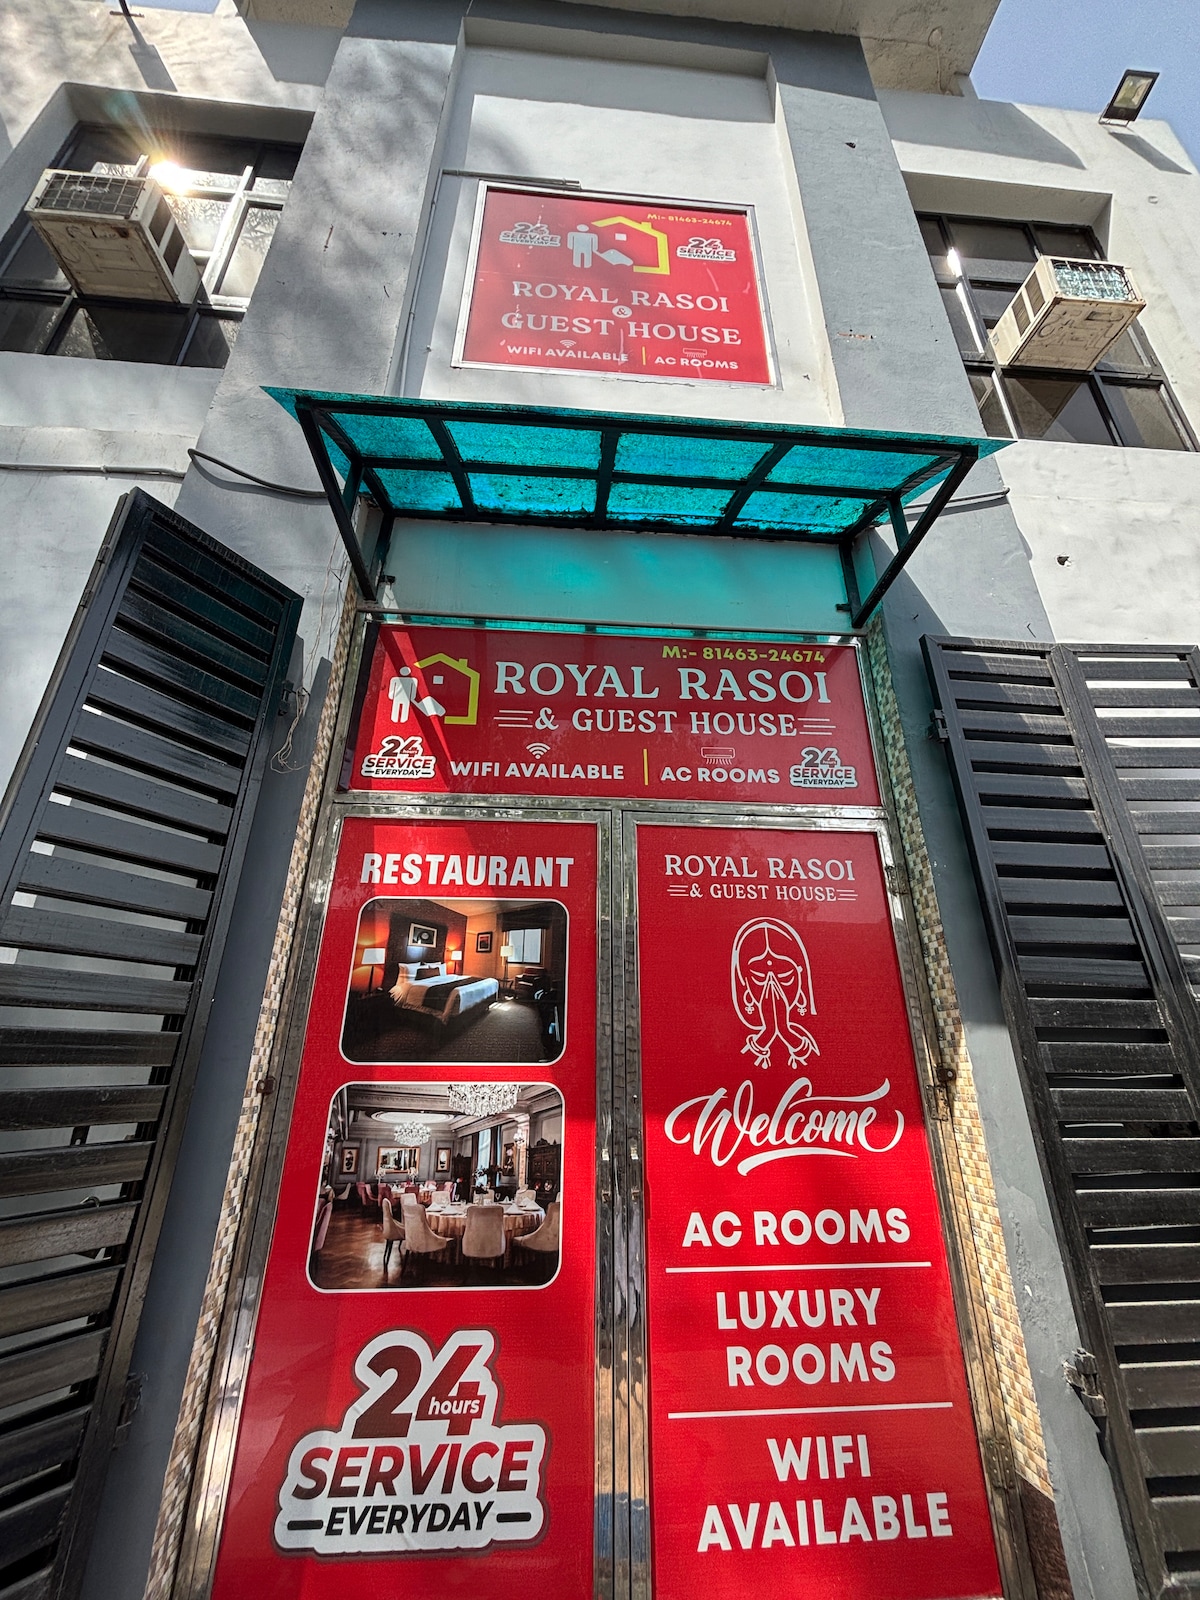 M:- 81463-24674
24
SERVICE
EVERYDAY
24
SERVICE
EVERYDAY
ROYAL RASOI
&
GUEST HOUSE
WIFI AVAILABLE | AC ROOMS
M:- 81463-24674
ROYAL RASOI
& GUEST HOUSE
24
SERVICE
EVERYDAY
WIFI AVAILABLE | AC ROOMS
24
SERVICE
EVERYDAY
RESTAURANT
24
hours
SERVICE
EVERYDAY
ROYAL RASOI
& GUEST HOUSE
Welcome
AC ROOMS
LUXURY
ROOMS
WIFI
AVAILABLE